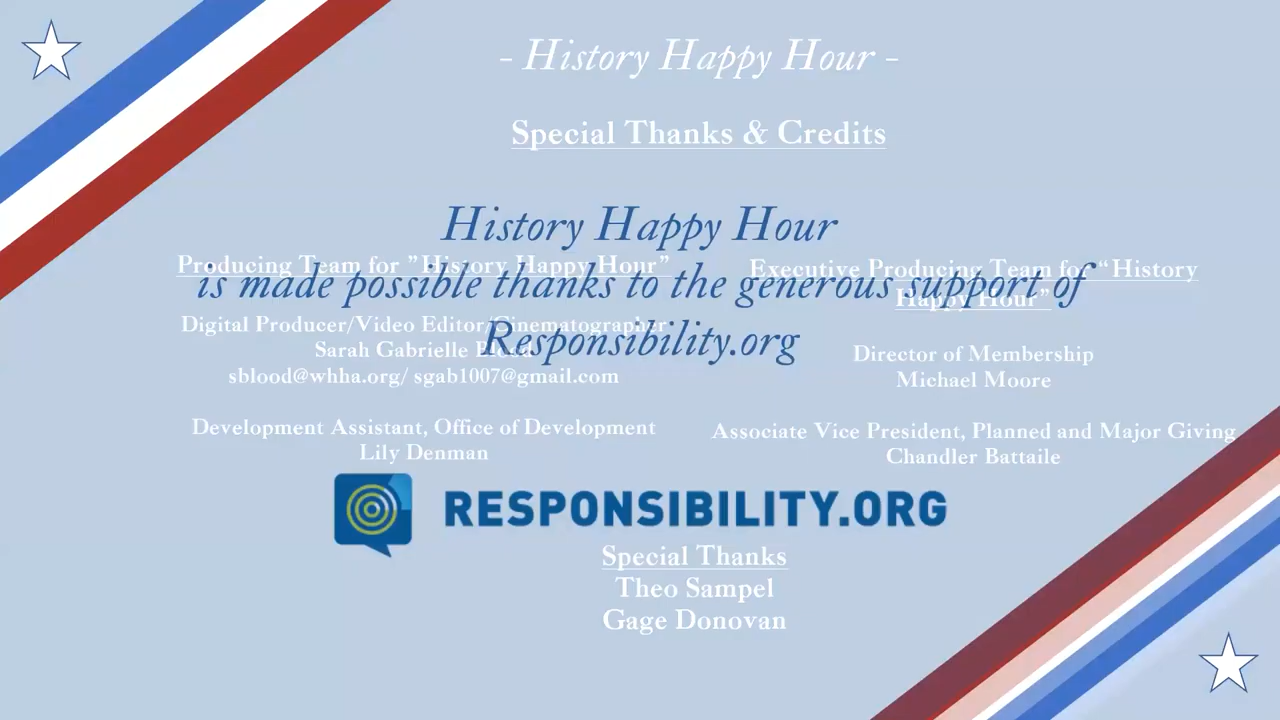 - History Happy Hour -
Special Thanks & Credits
History Happy Hour
is made possible thanks to the generous support of
Responsibility.org
Producing Team for "History Happy Hour"
Digital Producer/Video Editor/Cinematographer
Sarah Gabrielle Blood
sblood@whha.org/ sgab1007@gmail.com
Development Assistant, Office of Development
Lily Denman
Executive Producing Team for “History
Happy Hour”
Director of Membership
Michael Moore
Associate Vice President, Planned and Major Giving
Chandler Battaile
RESPONSIBILITY.ORG
Special Thanks
Theo Sampel
Gage Donovan